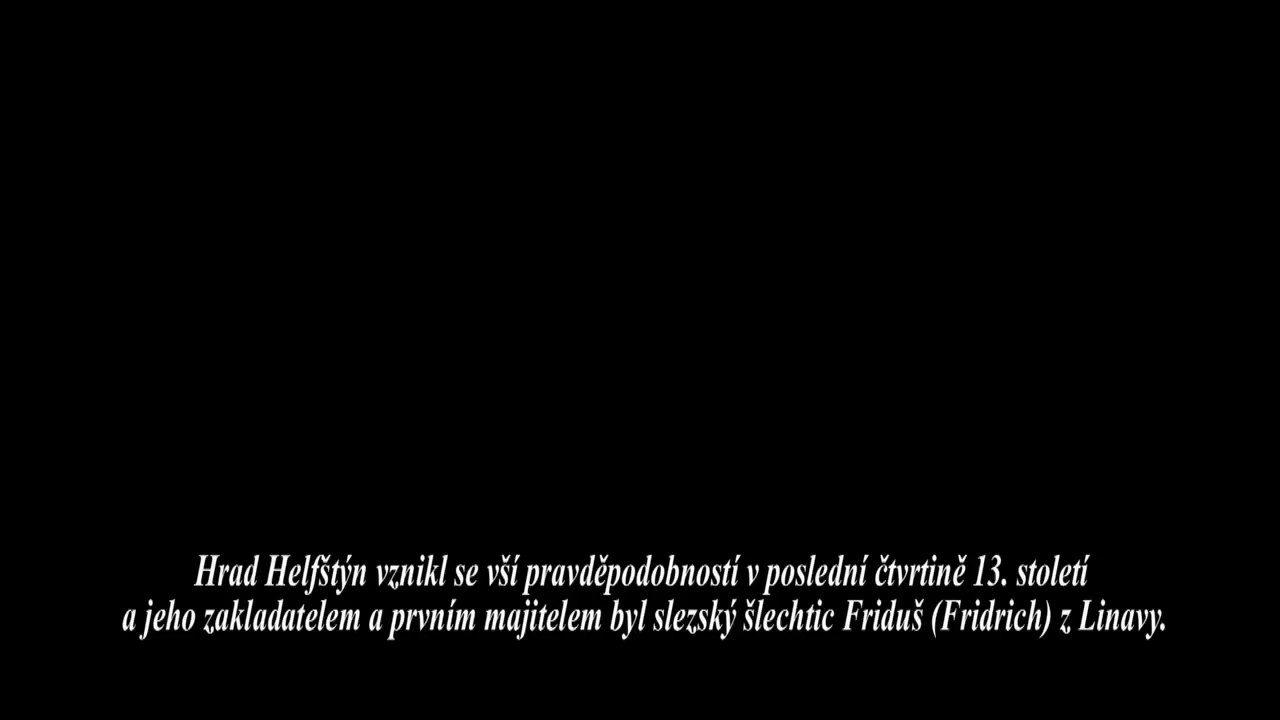 Hrad Helfštýn vznikl se vší pravděpodobností v poslední čtvrtině 13. století
a jeho zakladatelem a prvním majitelem byl slezský šlechtic Friduš (Fridrich) z Linavy.